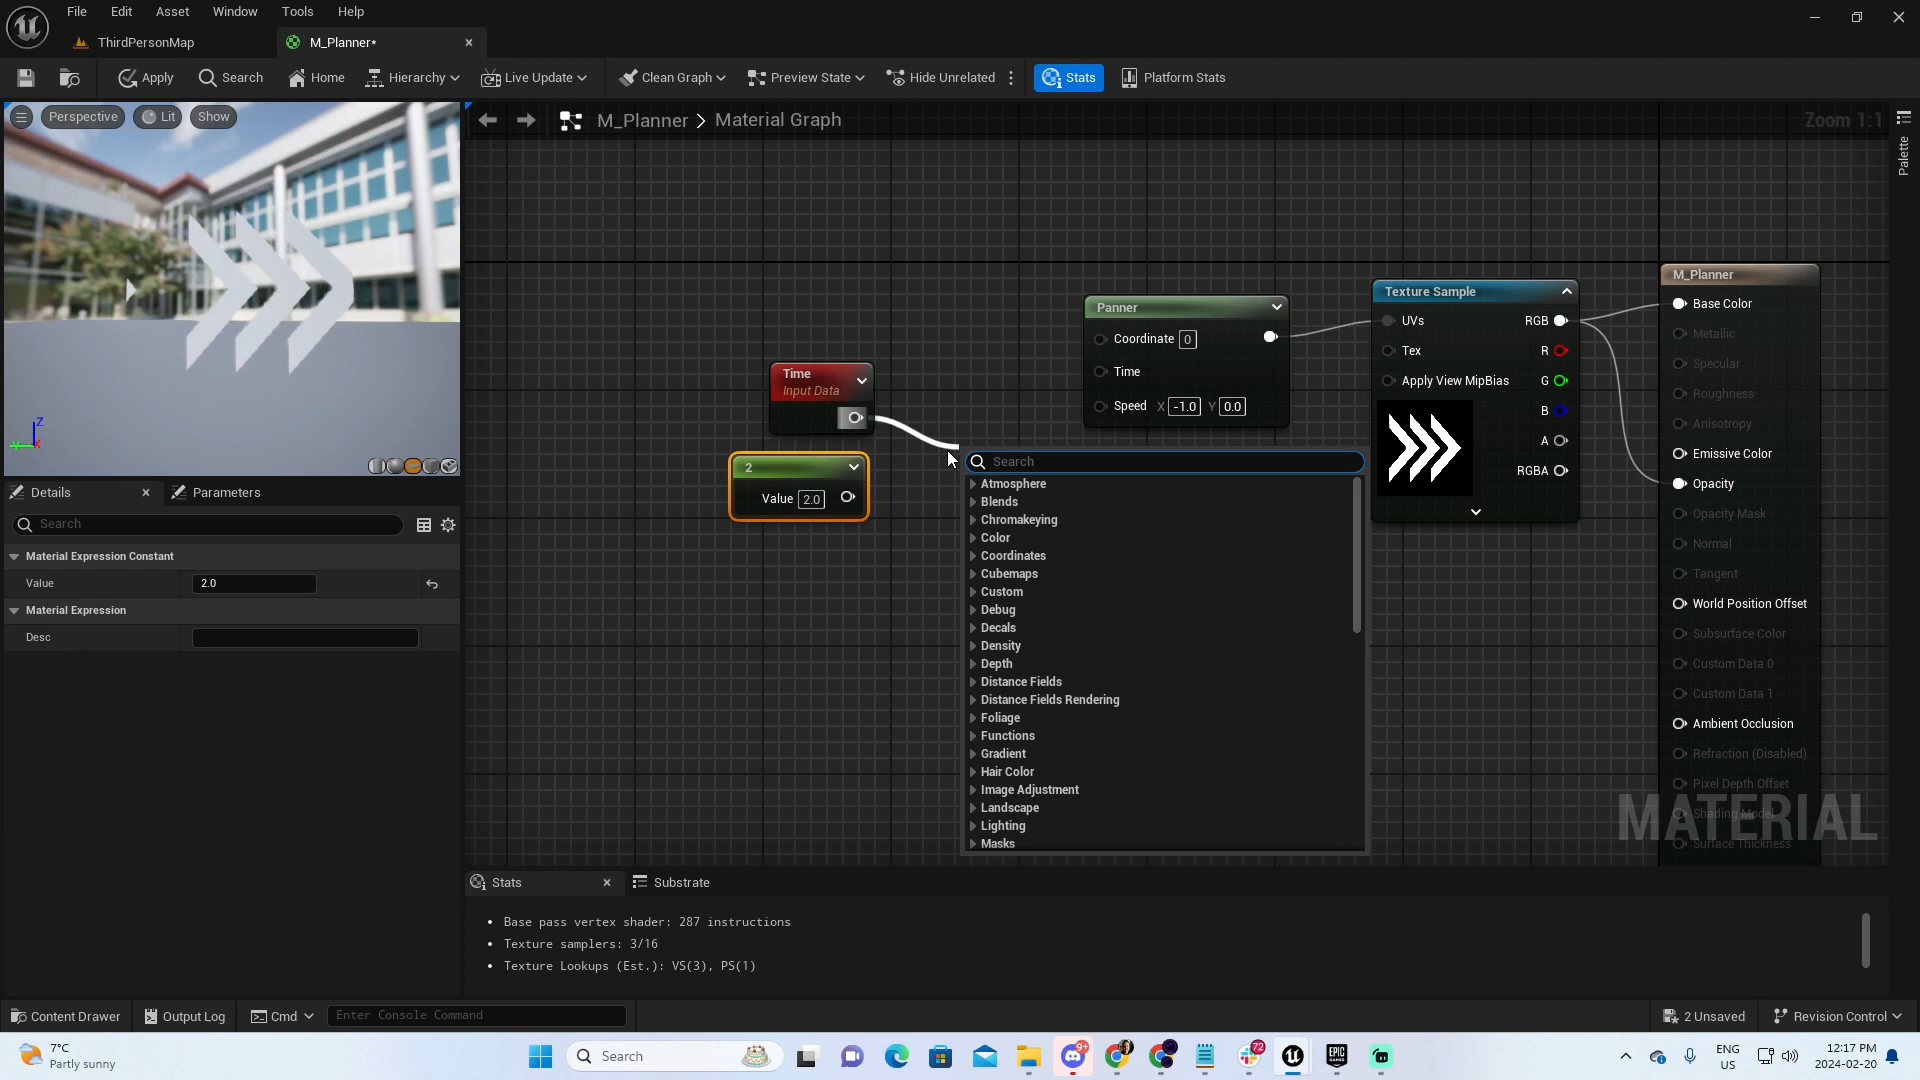 File Edit Asset Window Tools Help
ThirdPersonMap M_Planner*
Apply Search Home Hierarchy Live Update Clean Graph Preview State Hide Unrelated Stats Platform Stats
Perspective Lit Show
M_Planner > Material Graph
Zoom 1:1
Palette
Z
Details Parameters
Search
Material Expression Constant
Value 2.0
Material Expression
Desc
Time
Input Data
2
Value 2.0
Panner
Coordinate 0
Time
Speed X -1.0 Y 0.0
Texture Sample
UVs RGB
Tex R
Apply View MipBias G
B
A
RGBA
M_Planner
Base Color
Metallic
Specular
Roughness
Anisotropy
Emissive Color
Opacity
Opacity Mask
Normal
Tangent
World Position Offset
Subsurface Color
Custom Data 0
Custom Data 1
Ambient Occlusion
Refraction (Disabled)
Pixel Depth Offset
Shading Model
Surface Thickness
MATERIAL
Search
Atmosphere
Blends
Chromakeying
Color
Coordinates
Cubemaps
Custom
Debug
Decals
Density
Depth
Distance Fields
Distance Fields Rendering
Foliage
Functions
Gradient
Hair Color
Image Adjustment
Landscape
Lighting
Masks
Stats Substrate
• Base pass vertex shader: 287 instructions
• Texture samplers: 3/16
• Texture Lookups (Est.): VS(3), PS(1)
Content Drawer Output Log Cmd Enter Console Command 2 Unsaved Revision Control
7°C
Partly sunny
Search
9+
72
EPIC GAMES
ENG
US
12:17 PM
2024-02-20